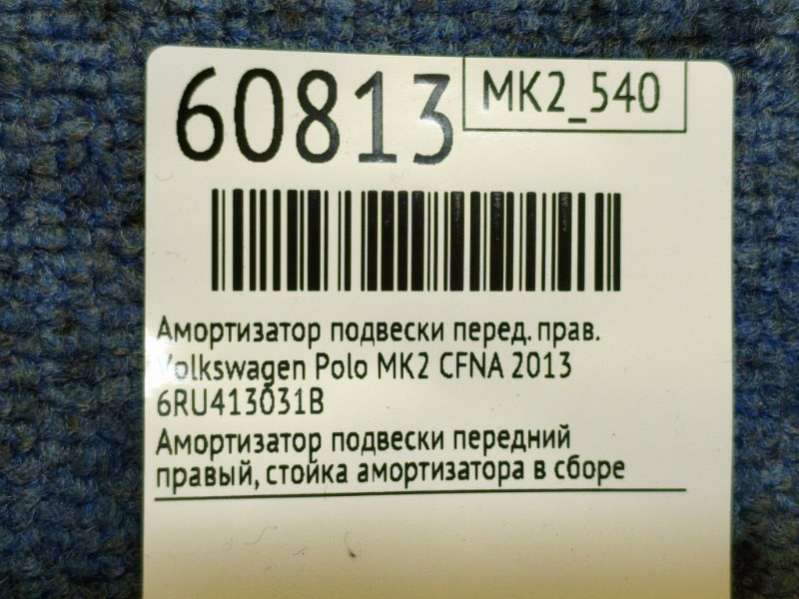 60813
MK2_540
Амортизатор подвески перед. прав.
Volkswagen Polo MK2 CFNA 2013
6RU413031B
Амортизатор подвески передний
правый, стойка амортизатора в сборе